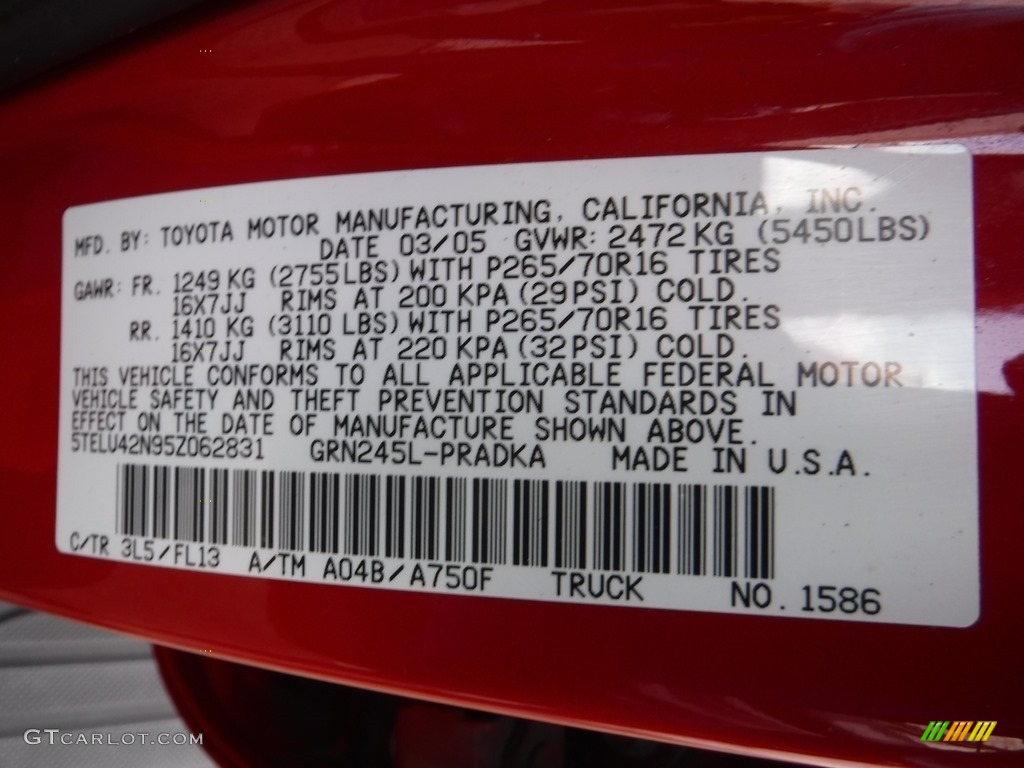 MFD. BY: TOYOTA MOTOR MANUFACTURING, CALIFORNIA, INC.
DATE 03/05 GVWR: 2472 KG (5450LBS)
GAWR: FR. 1249 KG (2755LBS) WITH P265/70R16 TIRES
16X7JJ RIMS AT 200 KPA (29PSI) COLD.
RR. 1410 KG (3110 LBS) WITH P265/70R16 TIRES
16X7JJ RIMS AT 220 KPA (32PSI) COLD.
THIS VEHICLE CONFORMS TO ALL APPLICABLE FEDERAL MOTOR
VEHICLE SAFETY AND THEFT PREVENTION STANDARDS IN
EFFECT ON THE DATE OF MANUFACTURE SHOWN ABOVE.
5TELU42N95Z062831 GRN245L-PRADKA MADE IN U.S.A.
C/TR 3L5/FL13 A/TM A04B/A750F TRUCK NO. 1586
GTCARLOT.COM